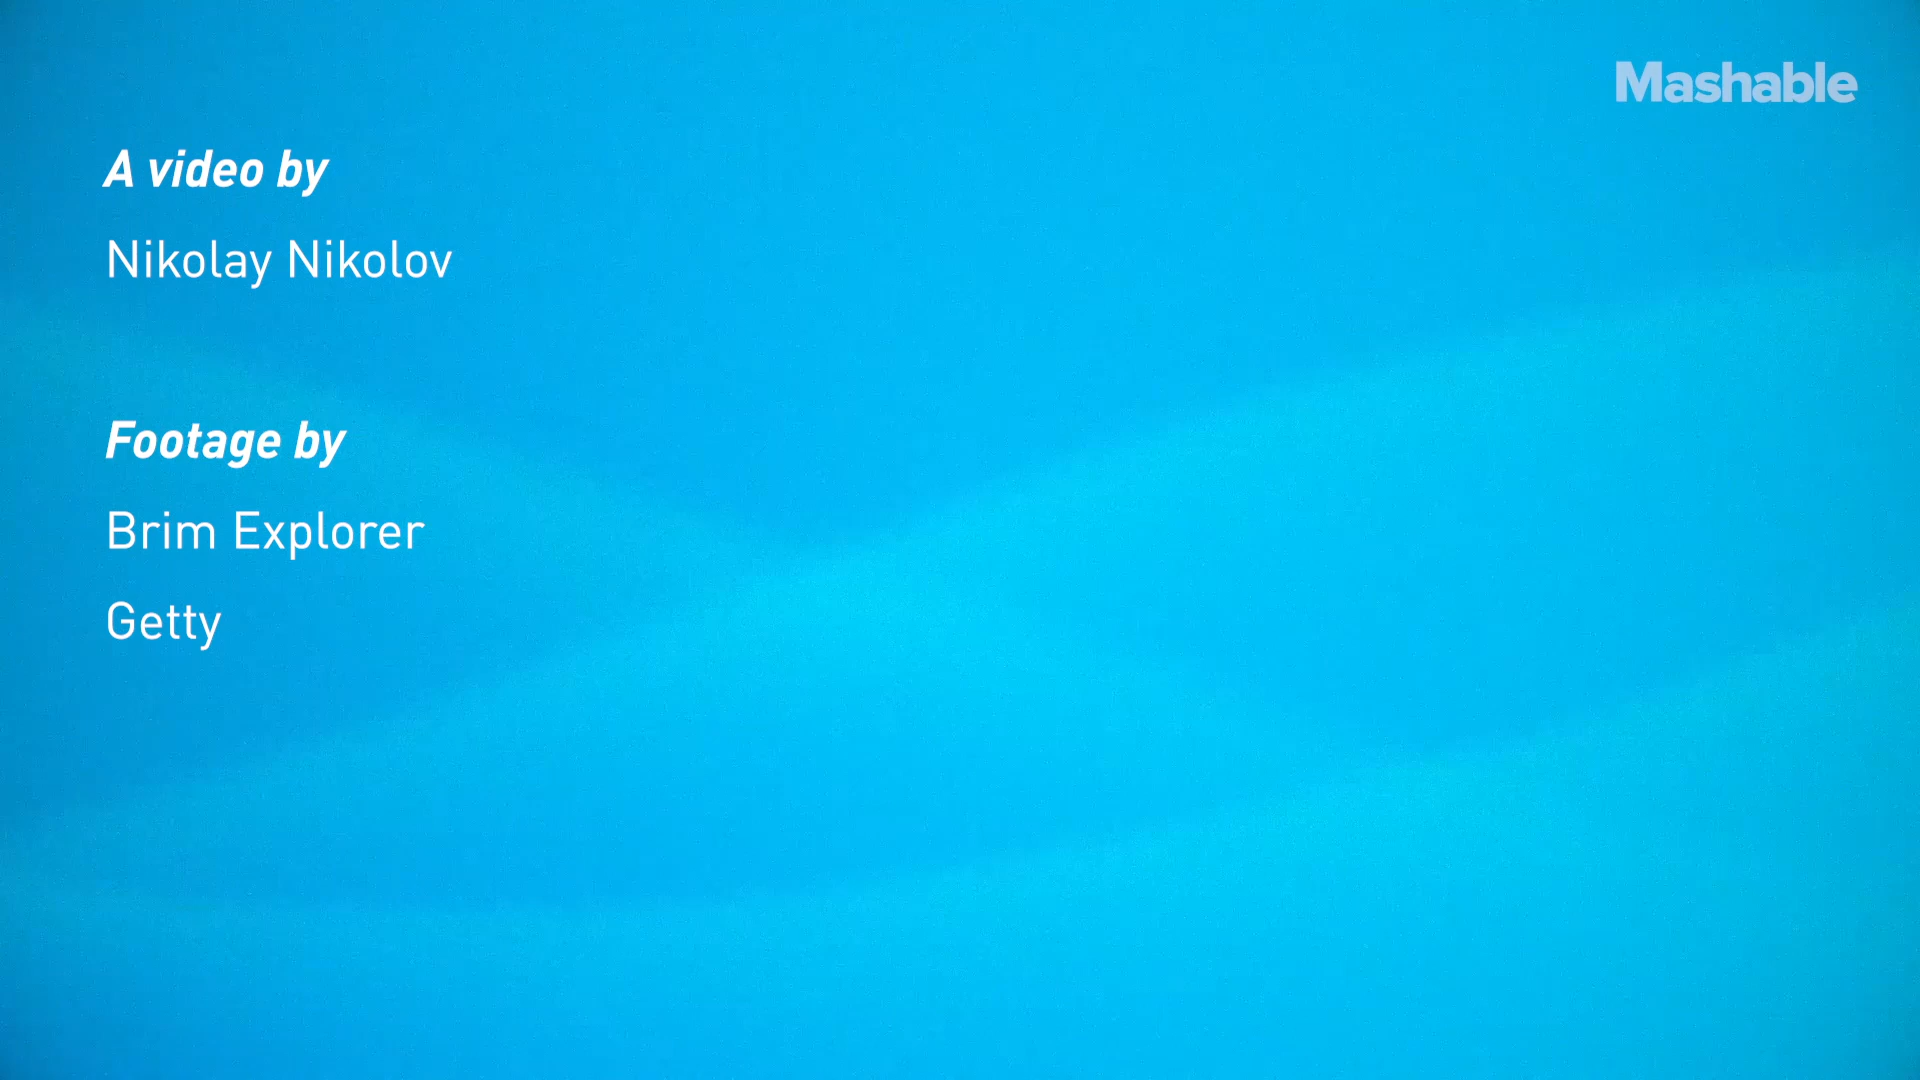 Mashable
A video by
Nikolay Nikolov
Footage by
Brim Explorer
Getty